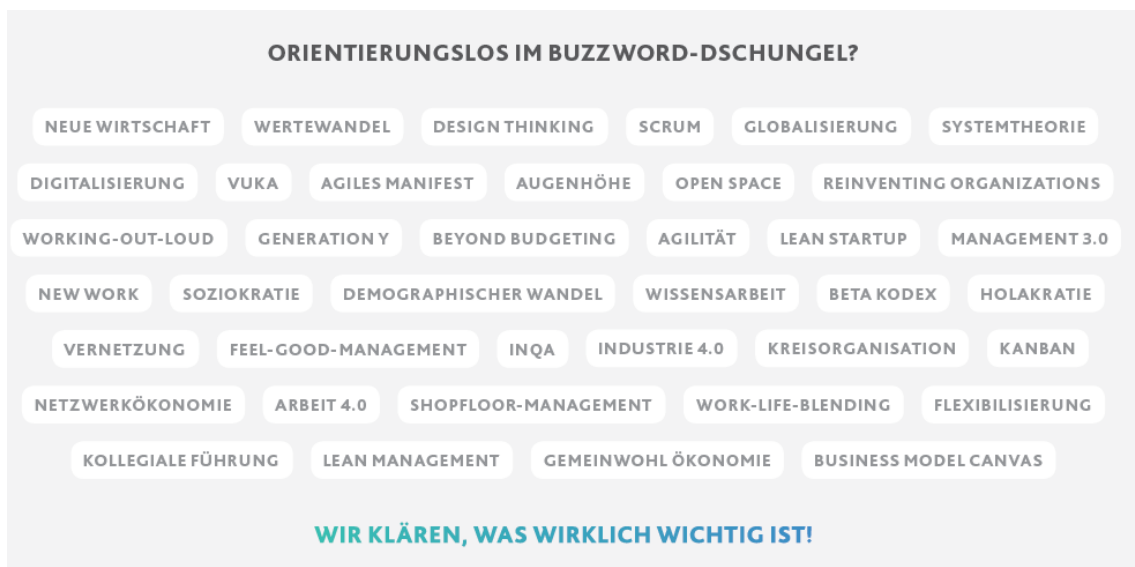 ORIENTIERUNGSLOS IM BUZZWORD-DSCHUNGEL?
NEUE WIRTSCHAFT WERTEWANDEL DESIGN THINKING SCRUM GLOBALISIERUNG SYSTEMTHEORIE
DIGITALISIERUNG VUKA AGILES MANIFEST AUGENHÖHE OPEN SPACE REINVENTING ORGANIZATIONS
WORKING-OUT-LOUD GENERATION Y BEYOND BUDGETING AGILITÄT LEAN STARTUP MANAGEMENT 3.0
NEW WORK SOZIOKRATIE DEMOGRAPHISCHER WANDEL WISSENSARBEIT BETA KODEX HOLAKRATIE
VERNETZUNG FEEL-GOOD-MANAGEMENT INQA INDUSTRIE 4.0 KREISORGANISATION KANBAN
NETZWERKÖKONOMIE ARBEIT 4.0 SHOPFLOOR-MANAGEMENT WORK-LIFE-BLENDING FLEXIBILISIERUNG
KOLLEGIALE FÜHRUNG LEAN MANAGEMENT GEMEINWOHL ÖKONOMIE BUSINESS MODEL CANVAS
WIR KLÄREN, WAS WIRKLICH WICHTIG IST!